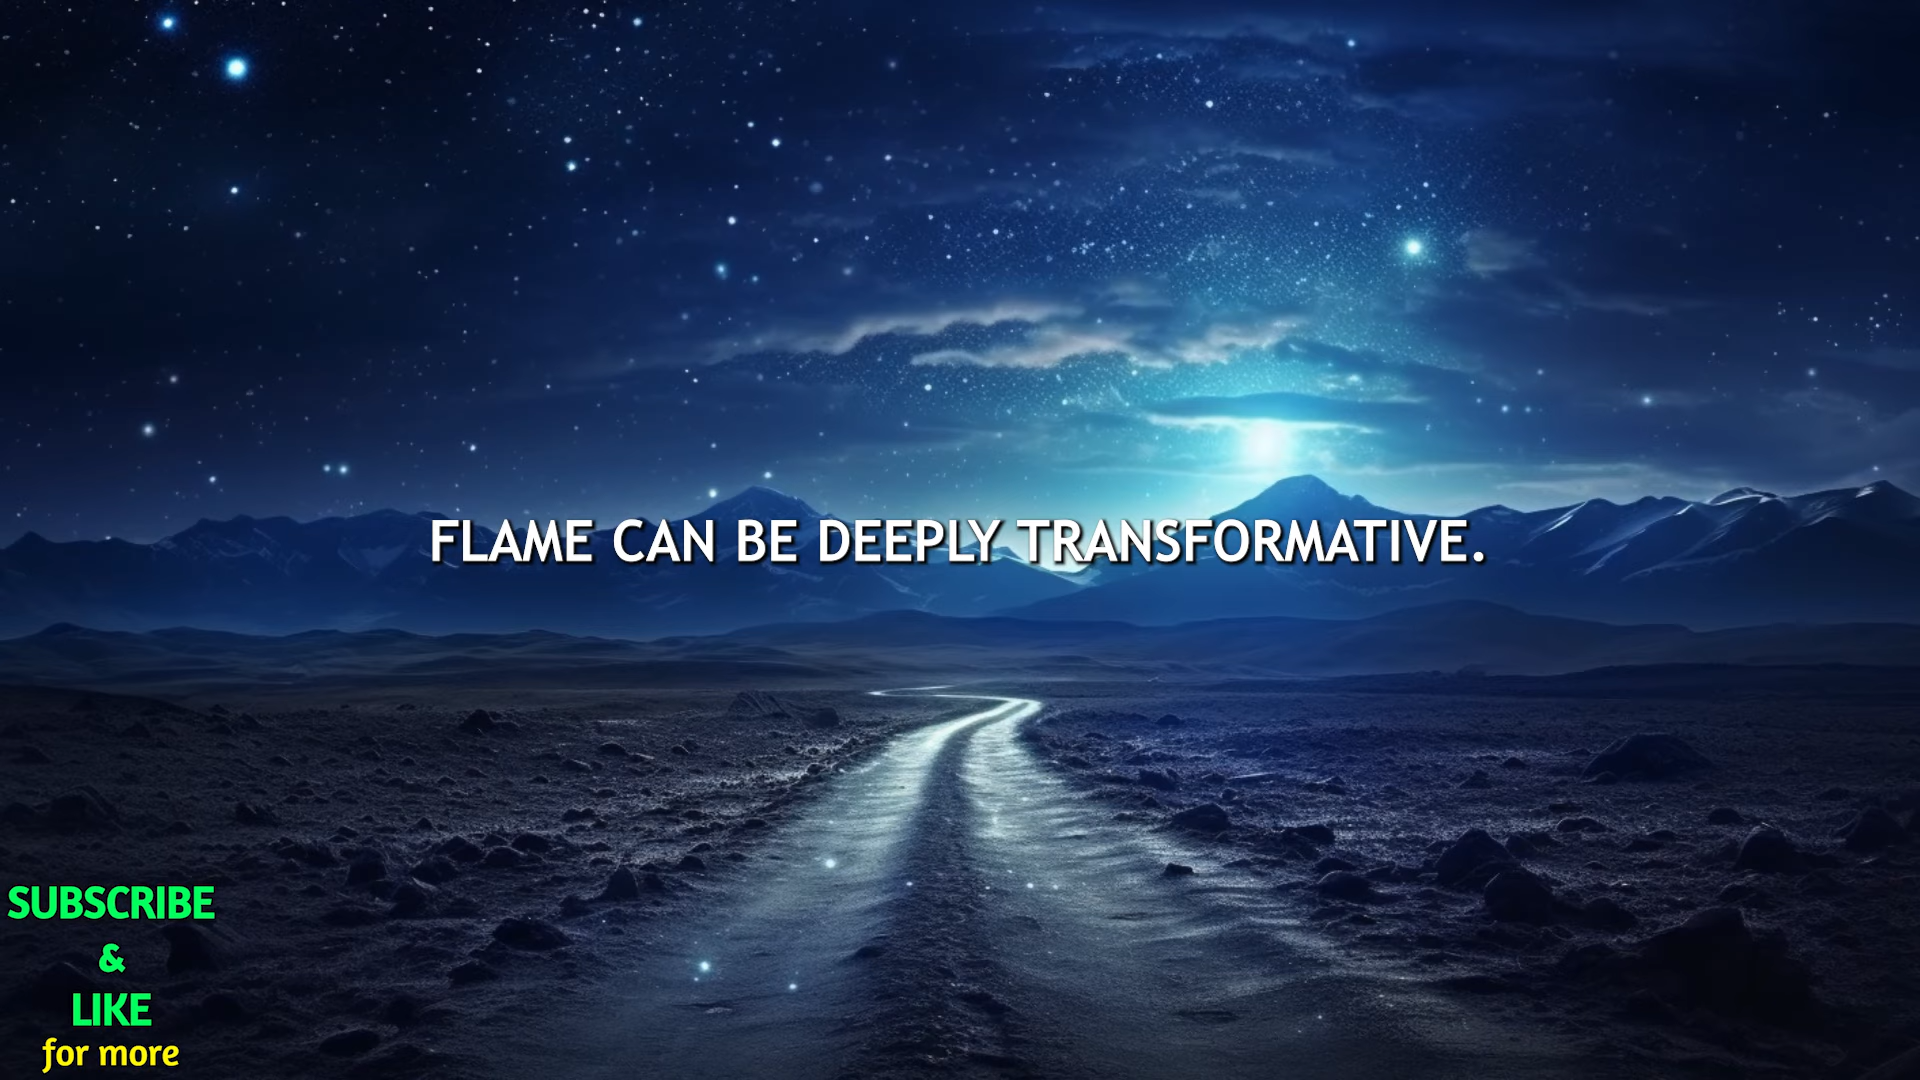 FLAME CAN BE DEEPLY TRANSFORMATIVE.
SUBSCRIBE
&
LIKE
for more